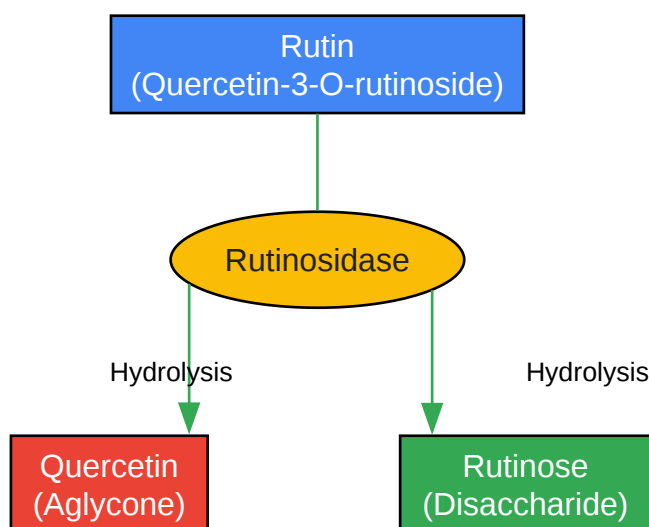 Rutin
(Quercetin-3-O-rutinoside)
Rutinosidase
Hydrolysis
Hydrolysis
Quercetin
(Aglycone)
Rutinose
(Disaccharide)